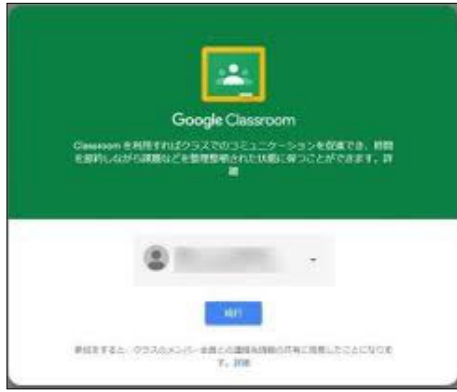 Google Classroom
Classroom を利用すればクラスでのコミュニケーションを促進でき、時間
を節約しながら課題などを整理整頓された状態に保つことができます。詳
細
続行
参加をすると、クラスのメンバー全員との連絡先情報の共有に同意したことになりま
す。詳細